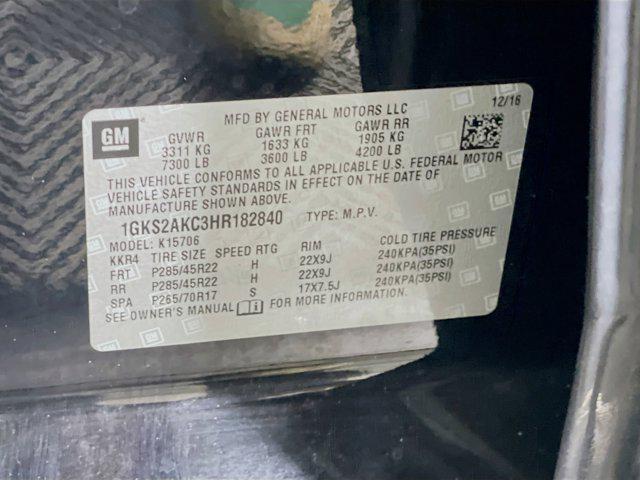 MFD BY GENERAL MOTORS LLC 12/16
GM
GVWR GAWR FRT GAWR RR
3311 KG 1633 KG 1905 KG
7300 LB 3600 LB 4200 LB
THIS VEHICLE CONFORMS TO ALL APPLICABLE U.S. FEDERAL MOTOR
VEHICLE SAFETY STANDARDS IN EFFECT ON THE DATE OF
MANUFACTURE SHOWN ABOVE.
1GKS2AKC3HR182840 TYPE: M.P.V.
MODEL: K15706
KKR4 TIRE SIZE SPEED RTG RIM COLD TIRE PRESSURE
FRT P285/45R22 H 22X9J 240KPA(35PSI)
RR P285/45R22 H 22X9J 240KPA(35PSI)
SPA P265/70R17 S 17X7.5J 240KPA(35PSI)
SEE OWNER'S MANUAL FOR MORE INFORMATION.